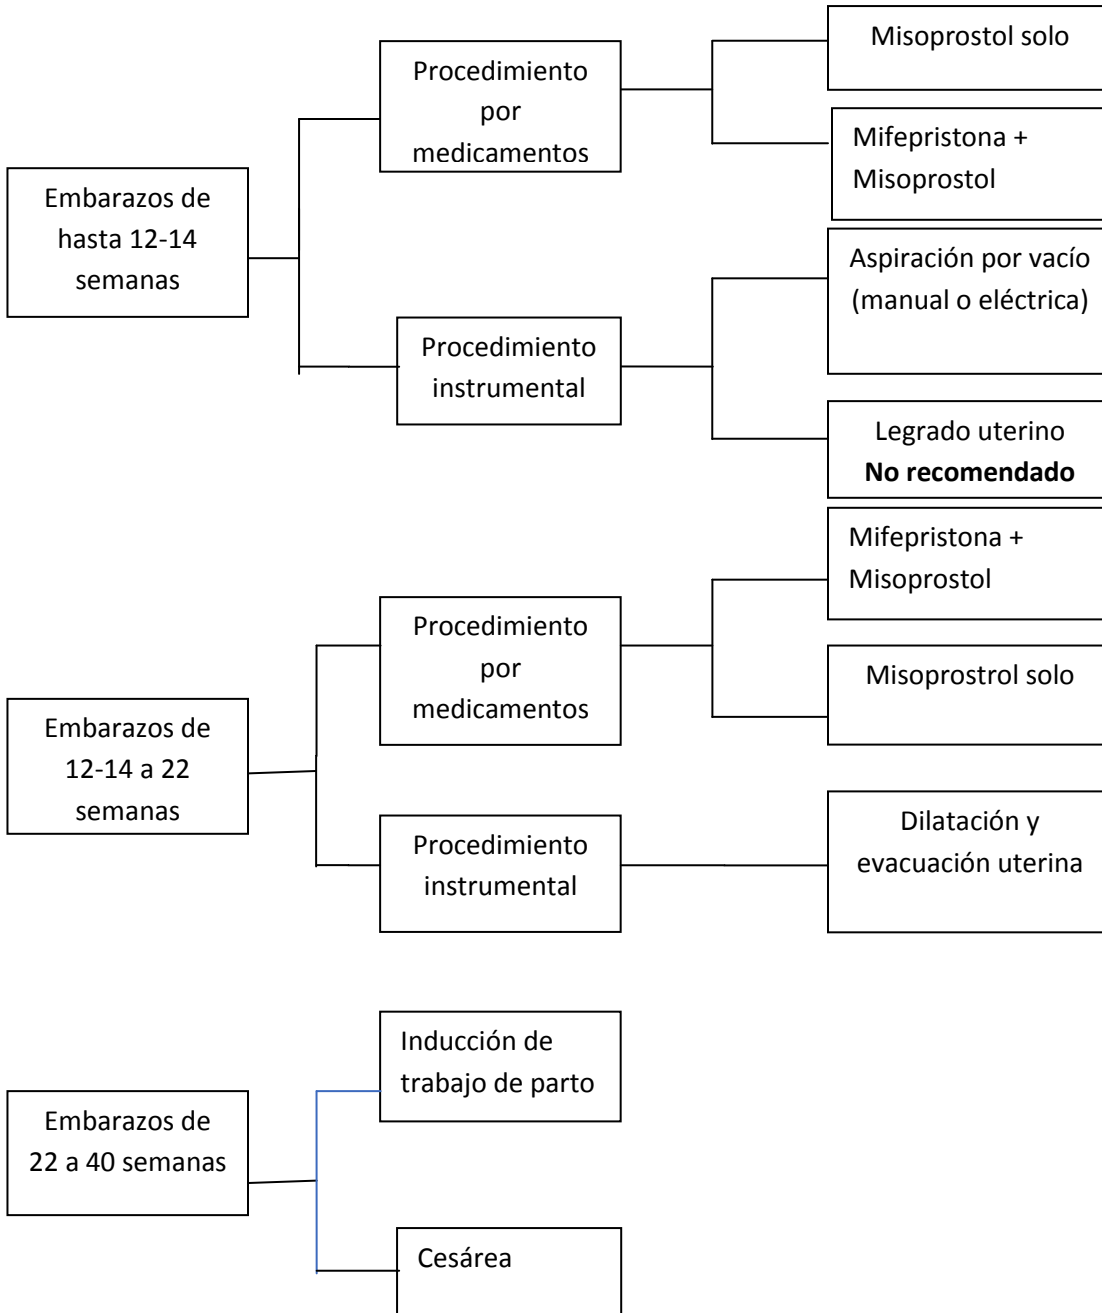 Embarazos de
hasta 12-14
semanas
Procedimiento
por
medicamentos
Misoprostol solo
Mifepristona +
Misoprostol
Procedimiento
instrumental
Aspiración por vacío
(manual o eléctrica)
Legrado uterino
No recomendado
Embarazos de
12-14 a 22
semanas
Procedimiento
por
medicamentos
Mifepristona +
Misoprostol
Misoprostrol solo
Procedimiento
instrumental
Dilatación y
evacuación uterina
Embarazos de
22 a 40 semanas
Inducción de
trabajo de parto
Cesárea